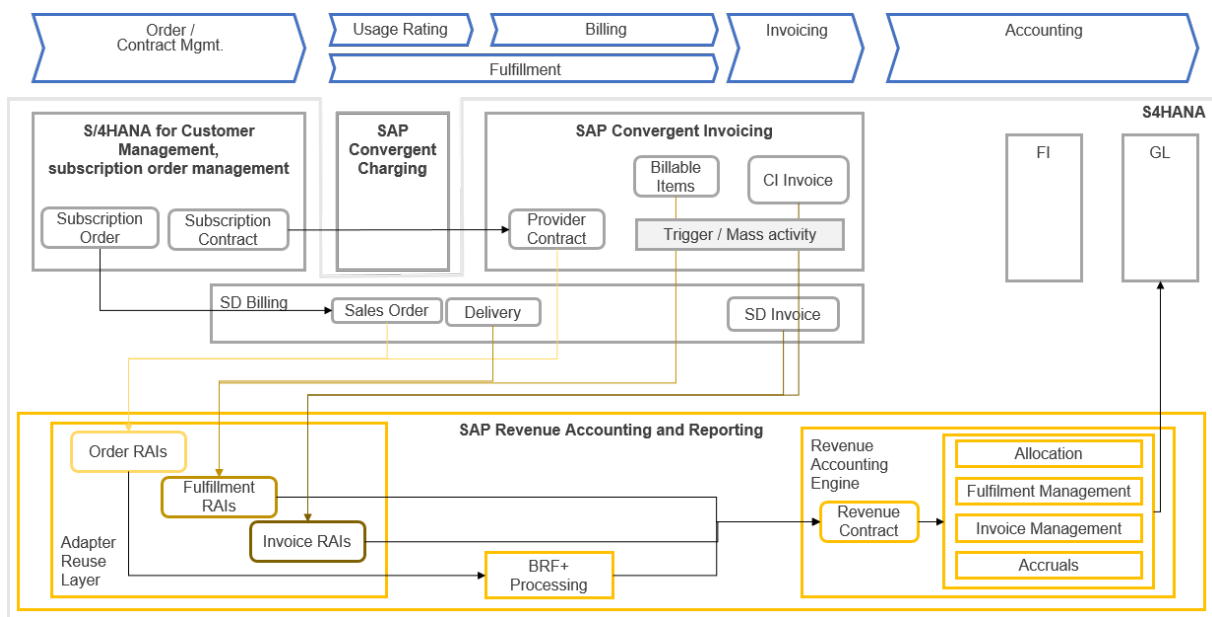 Order /
Contract Mgmt.
Usage Rating
Billing
Fulfillment
Invoicing
Accounting
S4HANA
S/4HANA for Customer
Management,
subscription order management
SAP
Convergent
Charging
SAP Convergent Invoicing
FI
GL
Subscription
Order
Subscription
Contract
Provider
Contract
Billable
Items
CI Invoice
Trigger / Mass activity
SD Billing
Sales Order
Delivery
SD Invoice
SAP Revenue Accounting and Reporting
Order RAIs
Fulfillment
RAIs
Invoice RAIs
Adapter
Reuse
Layer
BRF+
Processing
Revenue
Accounting
Engine
Revenue
Contract
Allocation
Fulfilment Management
Invoice Management
Accruals